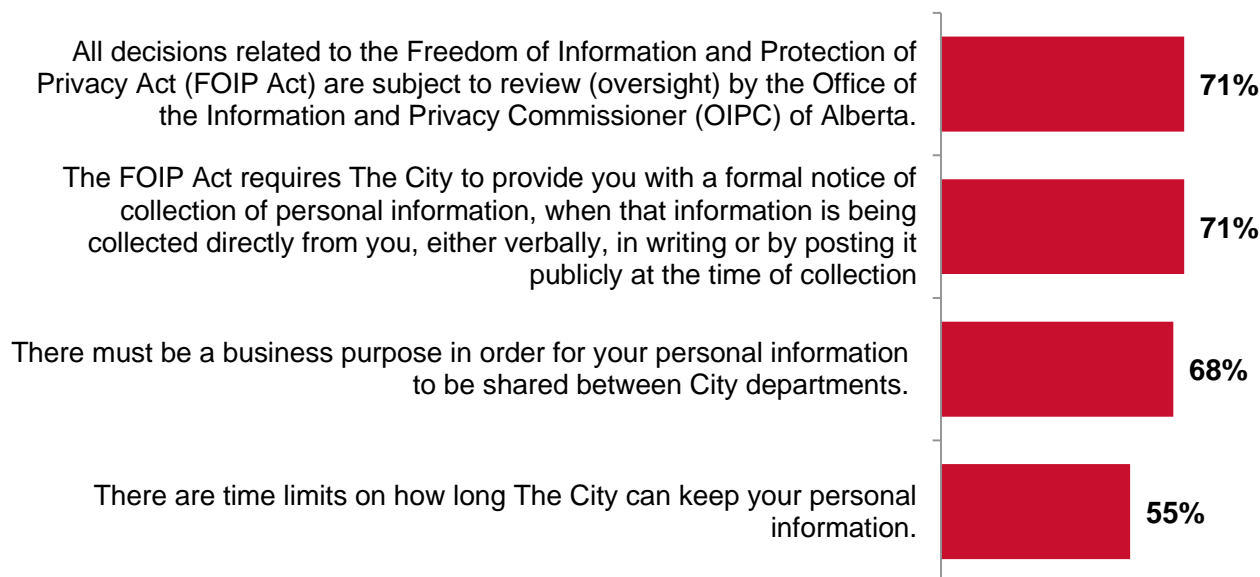 All decisions related to the Freedom of Information and Protection of
Privacy Act (FOIP Act) are subject to review (oversight) by the Office of
the Information and Privacy Commissioner (OIPC) of Alberta.
71%
The FOIP Act requires The City to provide you with a formal notice of
collection of personal information, when that information is being
collected directly from you, either verbally, in writing or by posting it
publicly at the time of collection
71%
There must be a business purpose in order for your personal information
to be shared between City departments.
68%
There are time limits on how long The City can keep your personal
information.
55%